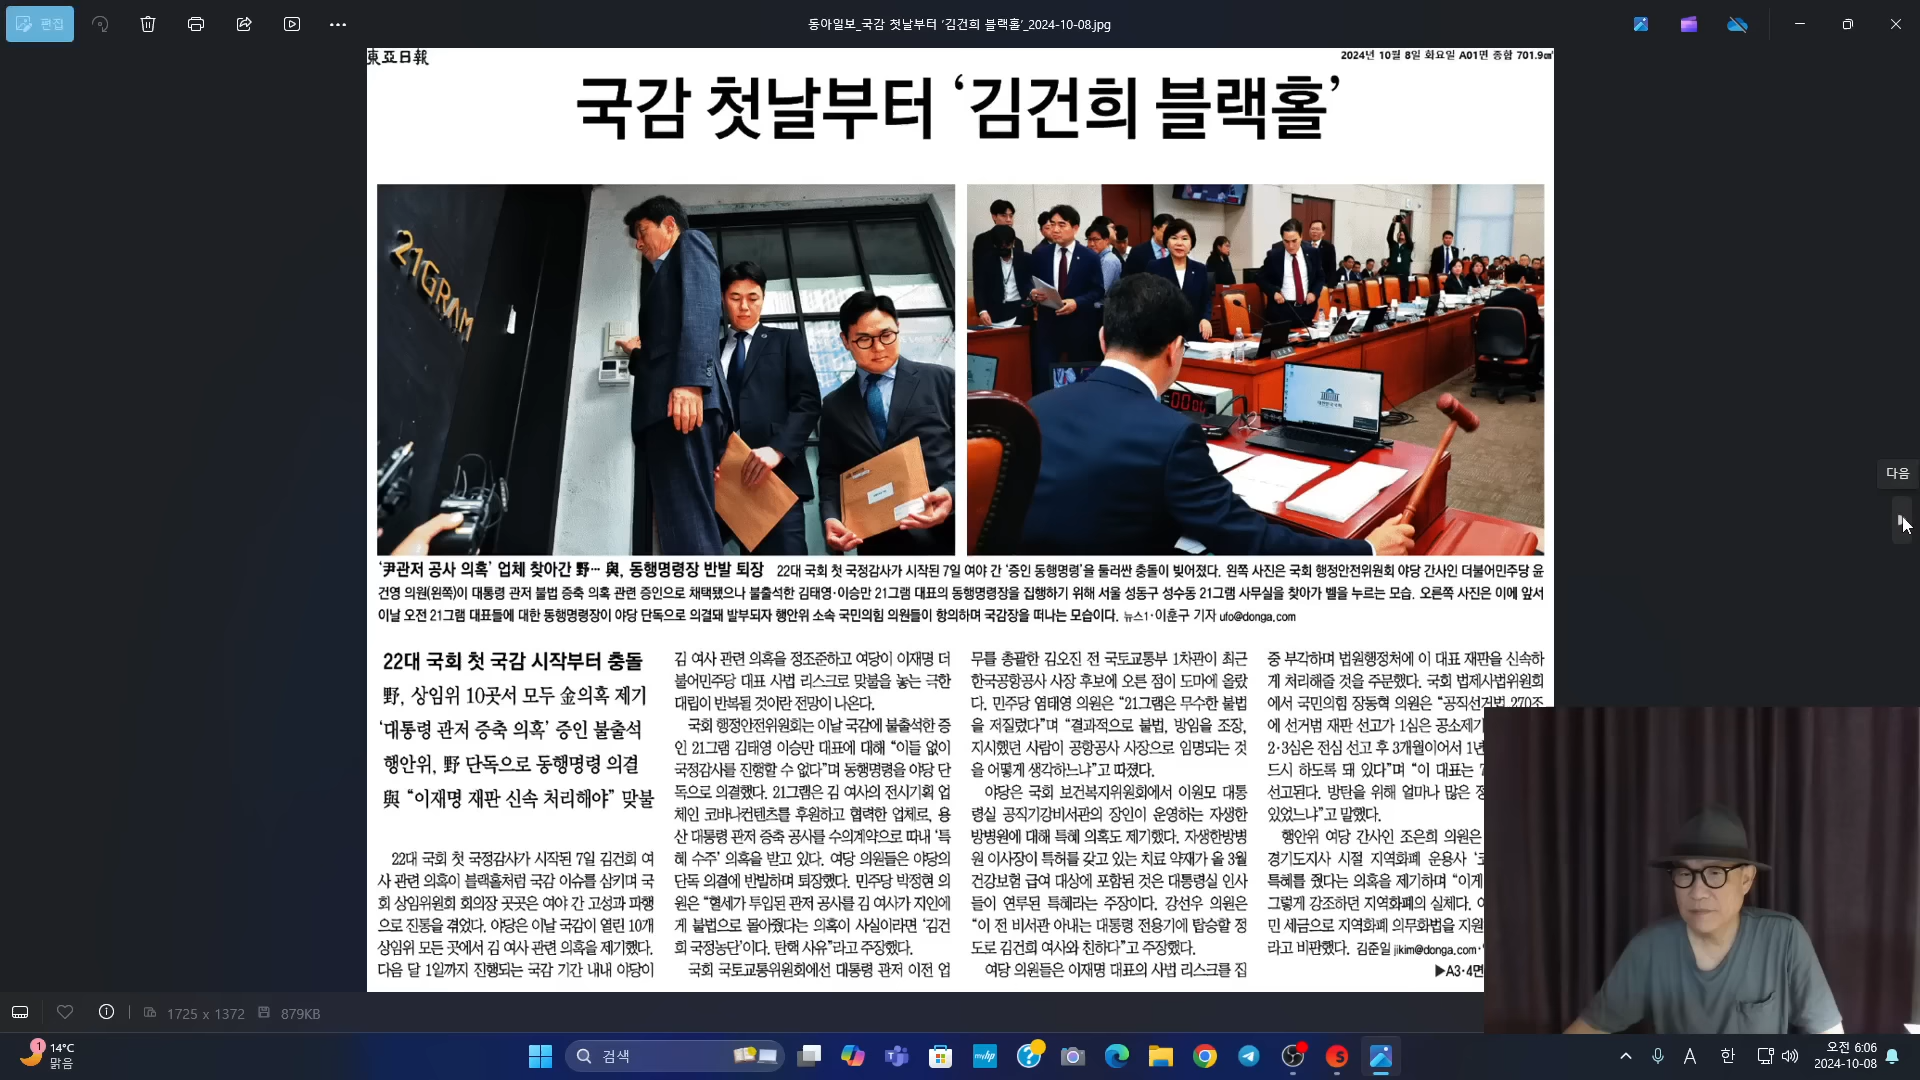 편집
동아일보_국감 첫날부터 ‘김건희 블랙홀’_2024-10-08.jpg
東亞日報
2024년 10월 8일 화요일 A01면 종합 701.9㎠
국감 첫날부터 ‘김건희 블랙홀’
21GRAM
다음
‘尹관저 공사 의혹’ 업체 찾아간 野… 與, 동행명령장 반발 퇴장 22대 국회 첫 국정감사가 시작된 7일 여야 간 ‘증인 동행명령’을 둘러싼 충돌이 빚어졌다. 왼쪽 사진은 국회 행정안전위원회 야당 간사인 더불어민주당 윤
건영 의원(왼쪽)이 대통령 관저 불법 증축 의혹 관련 증인으로 채택됐으나 불출석한 김태영·이승만 21그램 대표의 동행명령장을 집행하기 위해 서울 성동구 성수동 21그램 사무실을 찾아가 벨을 누르는 모습. 오른쪽 사진은 이에 앞서
이날 오전 21그램 대표들에 대한 동행명령장이 야당 단독으로 의결돼 발부되자 행안위 소속 국민의힘 의원들이 항의하며 국감장을 떠나는 모습이다. 뉴스1·이훈구 기자 ufo@donga.com
22대 국회 첫 국감 시작부터 충돌
野, 상임위 10곳서 모두 金의혹 제기
‘대통령 관저 증축 의혹’ 증인 불출석
행안위, 野 단독으로 동행명령 의결
與 “이재명 재판 신속 처리해야” 맞불
22대 국회 첫 국정감사가 시작된 7일 김건희 여
사 관련 의혹이 블랙홀처럼 국감 이슈를 삼키며 국
회 상임위원회 회의장 곳곳은 여야 간 고성과 파행
으로 진통을 겪었다. 야당은 이날 국감이 열린 10개
상임위 모든 곳에서 김 여사 관련 의혹을 제기했다.
다음 달 1일까지 진행되는 국감 기간 내내 야당이
김 여사 관련 의혹을 정조준하고 여당이 이재명 더
불어민주당 대표 사법 리스크로 맞불을 놓는 극한
대립이 반복될 것이란 전망이 나온다.
국회 행정안전위원회는 이날 국감에 불출석한 증
인 21그램 김태영 이승만 대표에 대해 “이들 없이
국정감사를 진행할 수 없다”며 동행명령을 야당 단
독으로 의결했다. 21그램은 김 여사의 전시기획 업
체인 코바나컨텐츠를 후원하고 협력한 업체로, 용
산 대통령 관저 증축 공사를 수의계약으로 따내 ‘특
혜 수주’ 의혹을 받고 있다. 여당 의원들은 야당의
단독 의결에 반발하며 퇴장했다. 민주당 박정현 의
원은 “혈세가 투입된 관저 공사를 김 여사가 지인에
게 불법으로 몰아줬다는 의혹이 사실이라면 ‘김건
희 국정농단’이다. 탄핵 사유”라고 주장했다.
국회 국토교통위원회에선 대통령 관저 이전 업
무를 총괄한 김오진 전 국토교통부 1차관이 최근
한국공항공사 사장 후보에 오른 점이 도마에 올랐
다. 민주당 염태영 의원은 “21그램은 무수한 불법
을 저질렀다”며 “결과적으로 불법, 방임을 조장,
지시했던 사람이 공항공사 사장으로 임명되는 것
을 어떻게 생각하느냐”고 따졌다.
야당은 국회 보건복지위원회에서 이원모 대통
령실 공직기강비서관의 장인이 운영하는 자생한
방병원에 대해 특혜 의혹도 제기했다. 자생한방병
원 이사장이 특허를 갖고 있는 치료 약재가 올 3월
건강보험 급여 대상에 포함된 것은 대통령실 인사
들이 연루된 특혜라는 주장이다. 강선우 의원은
“이 전 비서관 아내는 대통령 전용기에 탑승할 정
도로 김건희 여사와 친하다”고 주장했다.
여당 의원들은 이재명 대표의 사법 리스크를 집
중 부각하며 법원행정처에 이 대표 재판을 신속하
게 처리해줄 것을 주문했다. 국회 법제사법위원회
에서 국민의힘 장동혁 의원은 “공직선거법 270조
에 선거범 재판 선고가 1심은 공소제기
2·3심은 전심 선고 후 3개월이어서 1년
드시 하도록 돼 있다”며 “이 대표는
선고된다. 방탄을 위해 얼마나 많은 정
있었느냐”고 말했다.
행안위 여당 간사인 조은희 의원은
경기도지사 시절 지역화폐 운용사 ‘코
특혜를 줬다는 의혹을 제기하며 “이게
그렇게 강조하던 지역화폐의 실체다.
민 세금으로 지역화폐 의무화법을 지원
라고 비판했다. 김준일 jikim@donga.com·
▶A3·4면
1725 x 1372
879KB
1
14°C
맑음
검색
A
한
오전 6:06
2024-10-08